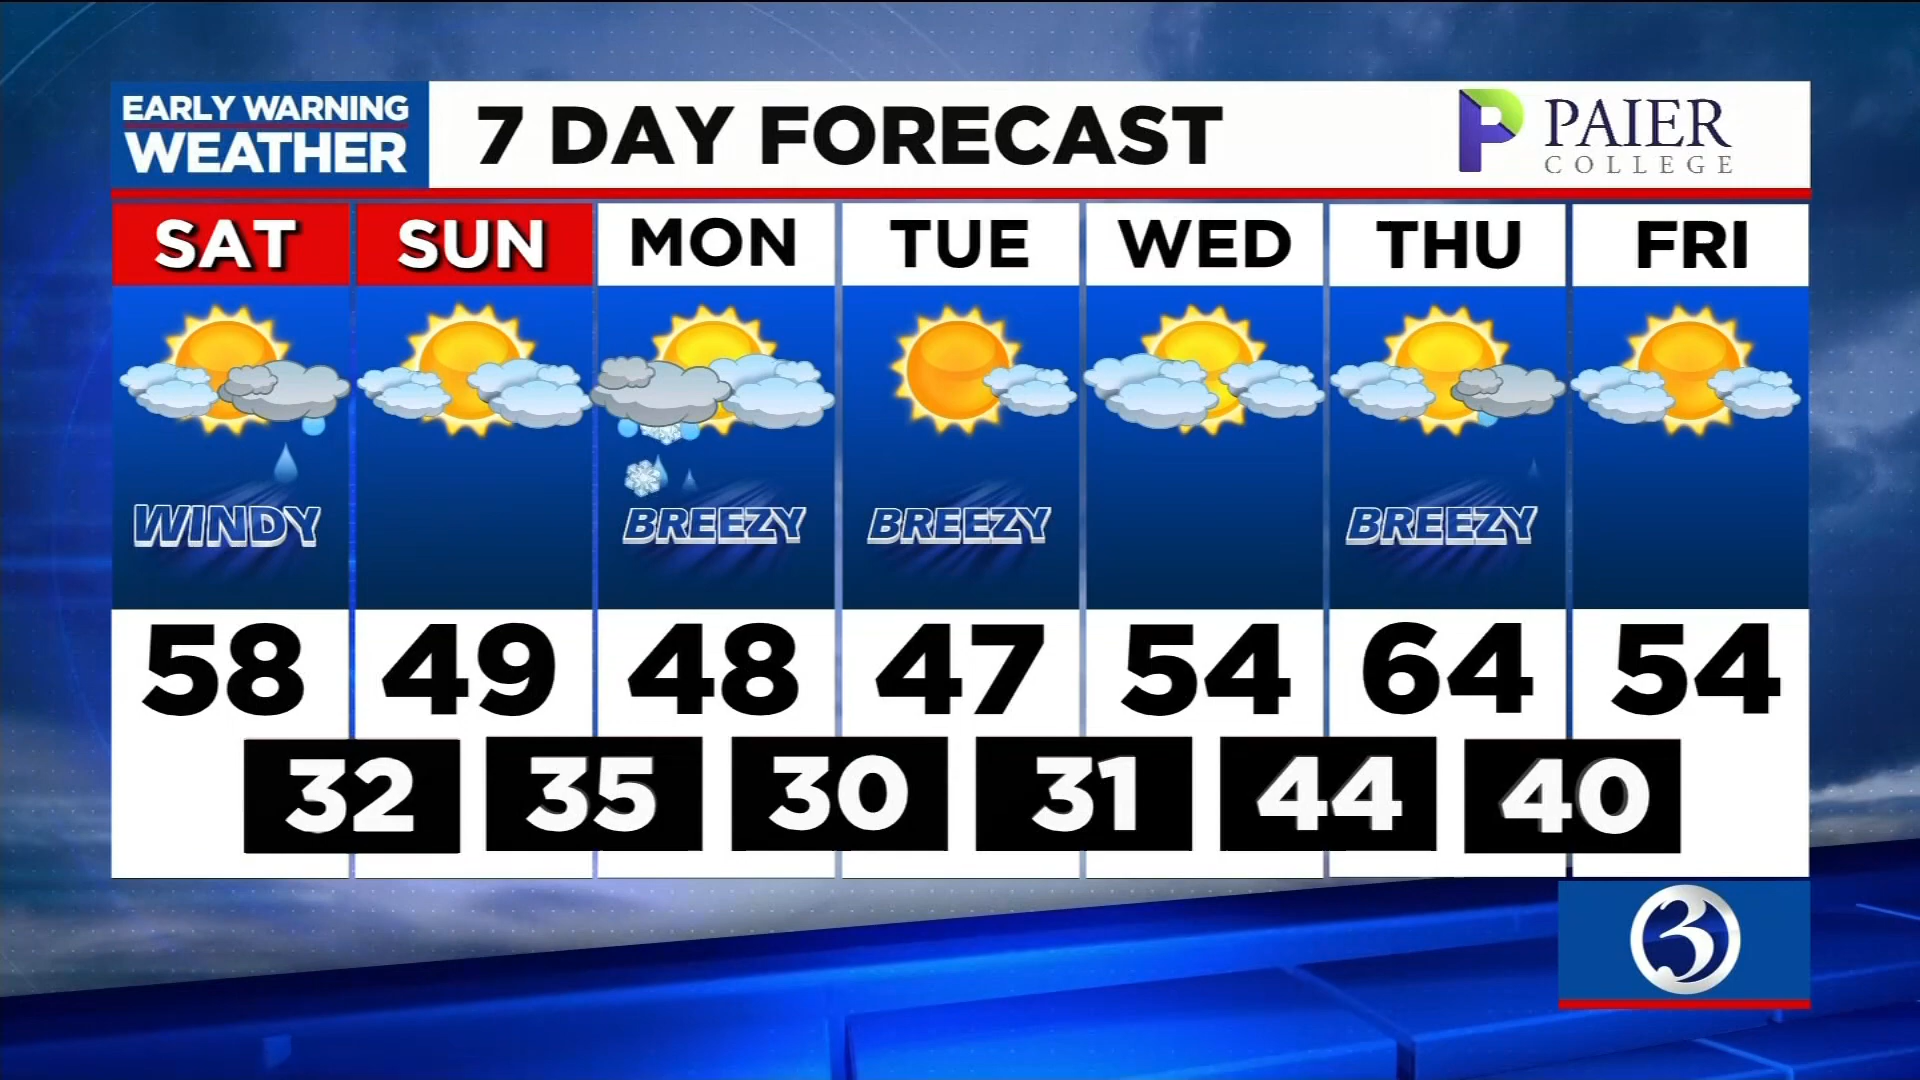 EARLY WARNING
WEATHER
7 DAY FORECAST
PAIER
COLLEGE
SAT SUN MON TUE WED THU FRI
WINDY BREEZY BREEZY BREEZY
58 49 48 47 54 64 54
32 35 30 31 44 40
3